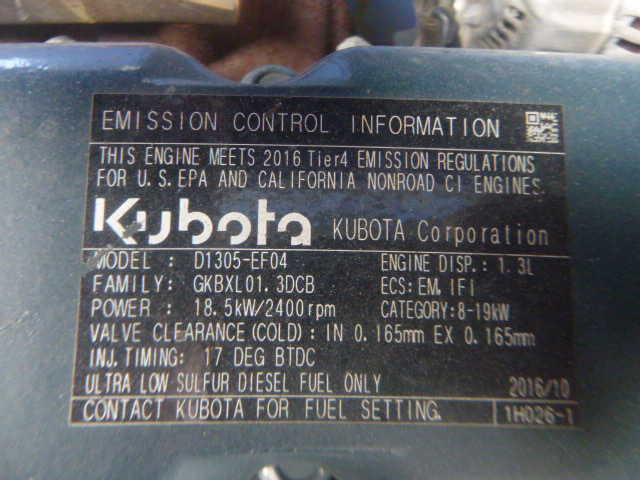 EMISSION CONTROL INFORMATION
THIS ENGINE MEETS 2016 Tier4 EMISSION REGULATIONS
FOR U.S.EPA AND CALIFORNIA NONROAD CI ENGINES.
Kubota KUBOTA Corporation
MODEL : D1305-EF04 ENGINE DISP.: 1.3L
FAMILY: GKBXL01.3DCB ECS:EM,IFI
POWER : 18.5kW/2400rpm CATEGORY:8-19kW
VALVE CLEARANCE(COLD): IN 0.165mm EX 0.165mm
INJ.TIMING: 17 DEG BTDC
ULTRA LOW SULFUR DIESEL FUEL ONLY 2016/10
CONTACT KUBOTA FOR FUEL SETTING. 1H026-1